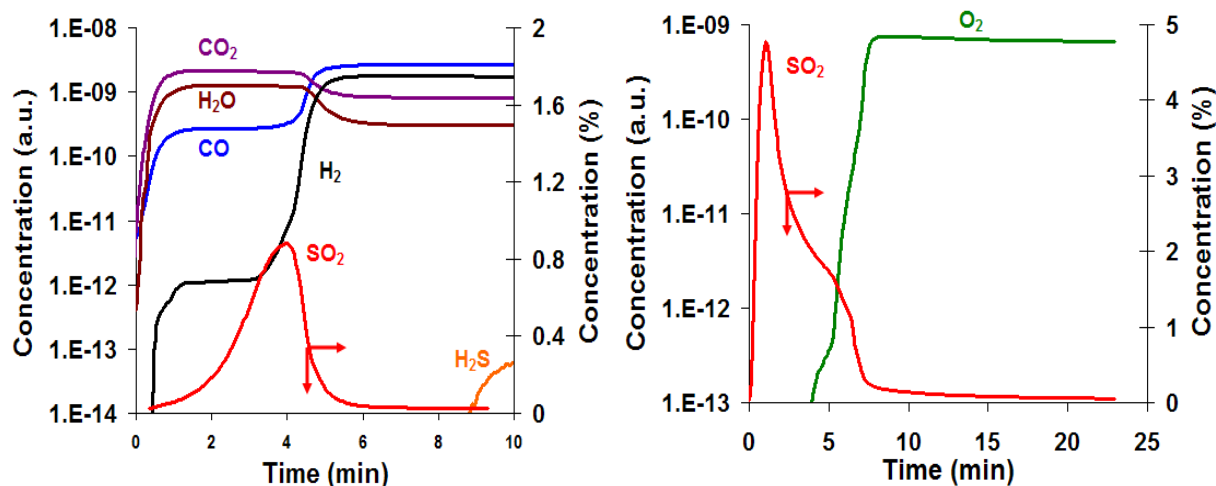 Concentration (a.u.)
1.E-08
1.E-09
1.E-10
1.E-11
1.E-12
1.E-13
1.E-14
CO₂
H₂O
CO
H₂
SO₂
H₂S
2
1.6
1.2
0.8
0.4
0
Concentration (%)
0 2 4 6 8 10
Time (min)
Concentration (a.u.)
1.E-09
1.E-10
1.E-11
1.E-12
1.E-13
O₂
SO₂
5
4
3
2
1
0
Concentration (%)
0 5 10 15 20 25
Time (min)